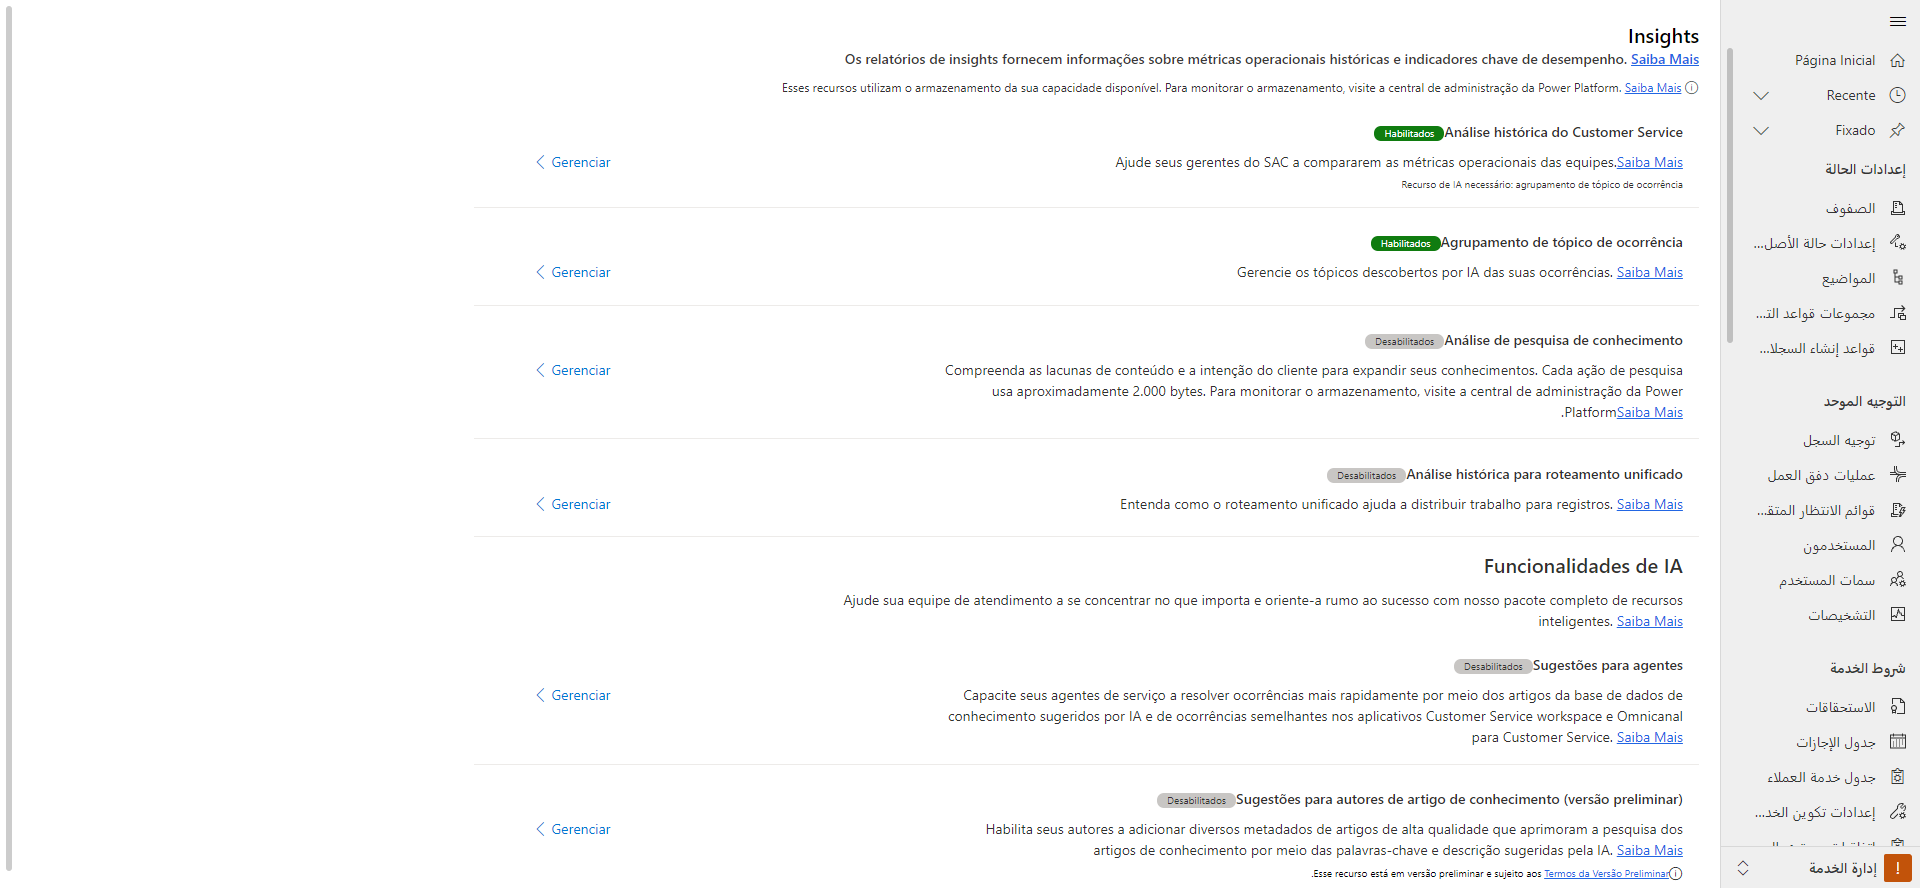 Insights
Os relatórios de insights fornecem informações sobre métricas operacionais históricas e indicadores chave de desempenho. Saiba Mais
Esses recursos utilizam o armazenamento da sua capacidade disponível. Para monitorar o armazenamento, visite a central de administração da Power Platform. Saiba Mais
Análise histórica do Customer Service
Habilitados
Ajude seus gerentes do SAC a compararem as métricas operacionais das equipes.Saiba Mais
Recurso de IA necessário: agrupamento de tópico de ocorrência
Gerenciar
Agrupamento de tópico de ocorrência
Habilitados
Gerencie os tópicos descobertos por IA das suas ocorrências. Saiba Mais
Gerenciar
Análise de pesquisa de conhecimento
Desabilitados
Compreenda as lacunas de conteúdo e a intenção do cliente para expandir seus conhecimentos. Cada ação de pesquisa
usa aproximadamente 2.000 bytes. Para monitorar o armazenamento, visite a central de administração da Power
.PlatformSaiba Mais
Gerenciar
Análise histórica para roteamento unificado
Desabilitados
Entenda como o roteamento unificado ajuda a distribuir trabalho para registros. Saiba Mais
Gerenciar
Funcionalidades de IA
Ajude sua equipe de atendimento a se concentrar no que importa e oriente-a rumo ao sucesso com nosso pacote completo de recursos
inteligentes. Saiba Mais
Sugestões para agentes
Desabilitados
Capacite seus agentes de serviço a resolver ocorrências mais rapidamente por meio dos artigos da base de dados de
conhecimento sugeridos por IA e de ocorrências semelhantes nos aplicativos Customer Service workspace e Omnicanal
para Customer Service. Saiba Mais
Gerenciar
Sugestões para autores de artigo de conhecimento (versão preliminar)
Desabilitados
Habilita seus autores a adicionar diversos metadados de artigos de alta qualidade que aprimoram a pesquisa dos
artigos de conhecimento por meio das palavras-chave e descrição sugeridas pela IA. Saiba Mais
.Esse recurso está em versão preliminar e sujeito aos Termos da Versão Preliminar
Gerenciar
Página Inicial
Recente
Fixado
إعدادات الحالة
الصفوف
إعدادات حالة الأصل...
المواضيع
مجموعات قواعد الت...
قواعد إنشاء السجلا...
التوجيه الموحد
توجيه السجل
عمليات دفق العمل
قوائم الانتظار المتقـ...
المستخدمون
سمات المستخدم
التشخيصات
شروط الخدمة
الاستحقاقات
جدول الإجازات
جدول خدمة العملاء
إعدادات تكوين الخد...
إدارة الخدمة